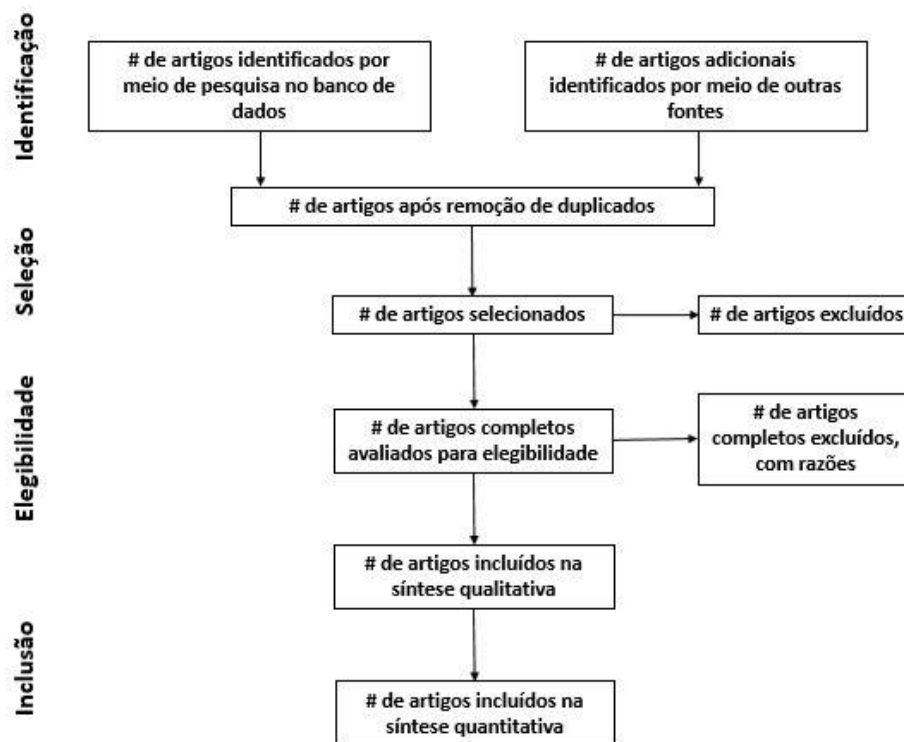 Identificação
# de artigos identificados por
meio de pesquisa no banco de
dados
# de artigos adicionais
identificados por meio de outras
fontes
# de artigos após remoção de duplicados
Seleção
# de artigos selecionados
# de artigos excluídos
Elegibilidade
# de artigos completos
avaliados para elegibilidade
# de artigos
completos excluídos,
com razões
# de artigos incluídos na
síntese qualitativa
Inclusão
# de artigos incluídos na
síntese quantitativa